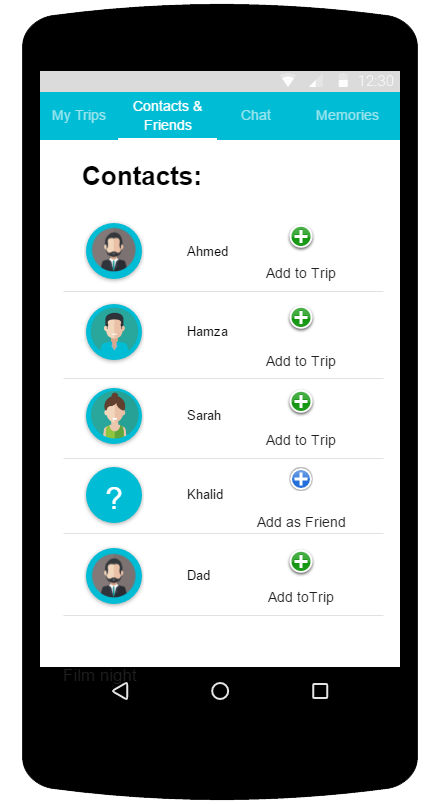 12:30
My Trips
Contacts &
Friends
Chat
Memories
Contacts:
Ahmed
Add to Trip
Hamza
Add to Trip
Sarah
Add to Trip
?
Khalid
Add as Friend
Dad
Add toTrip
Film night